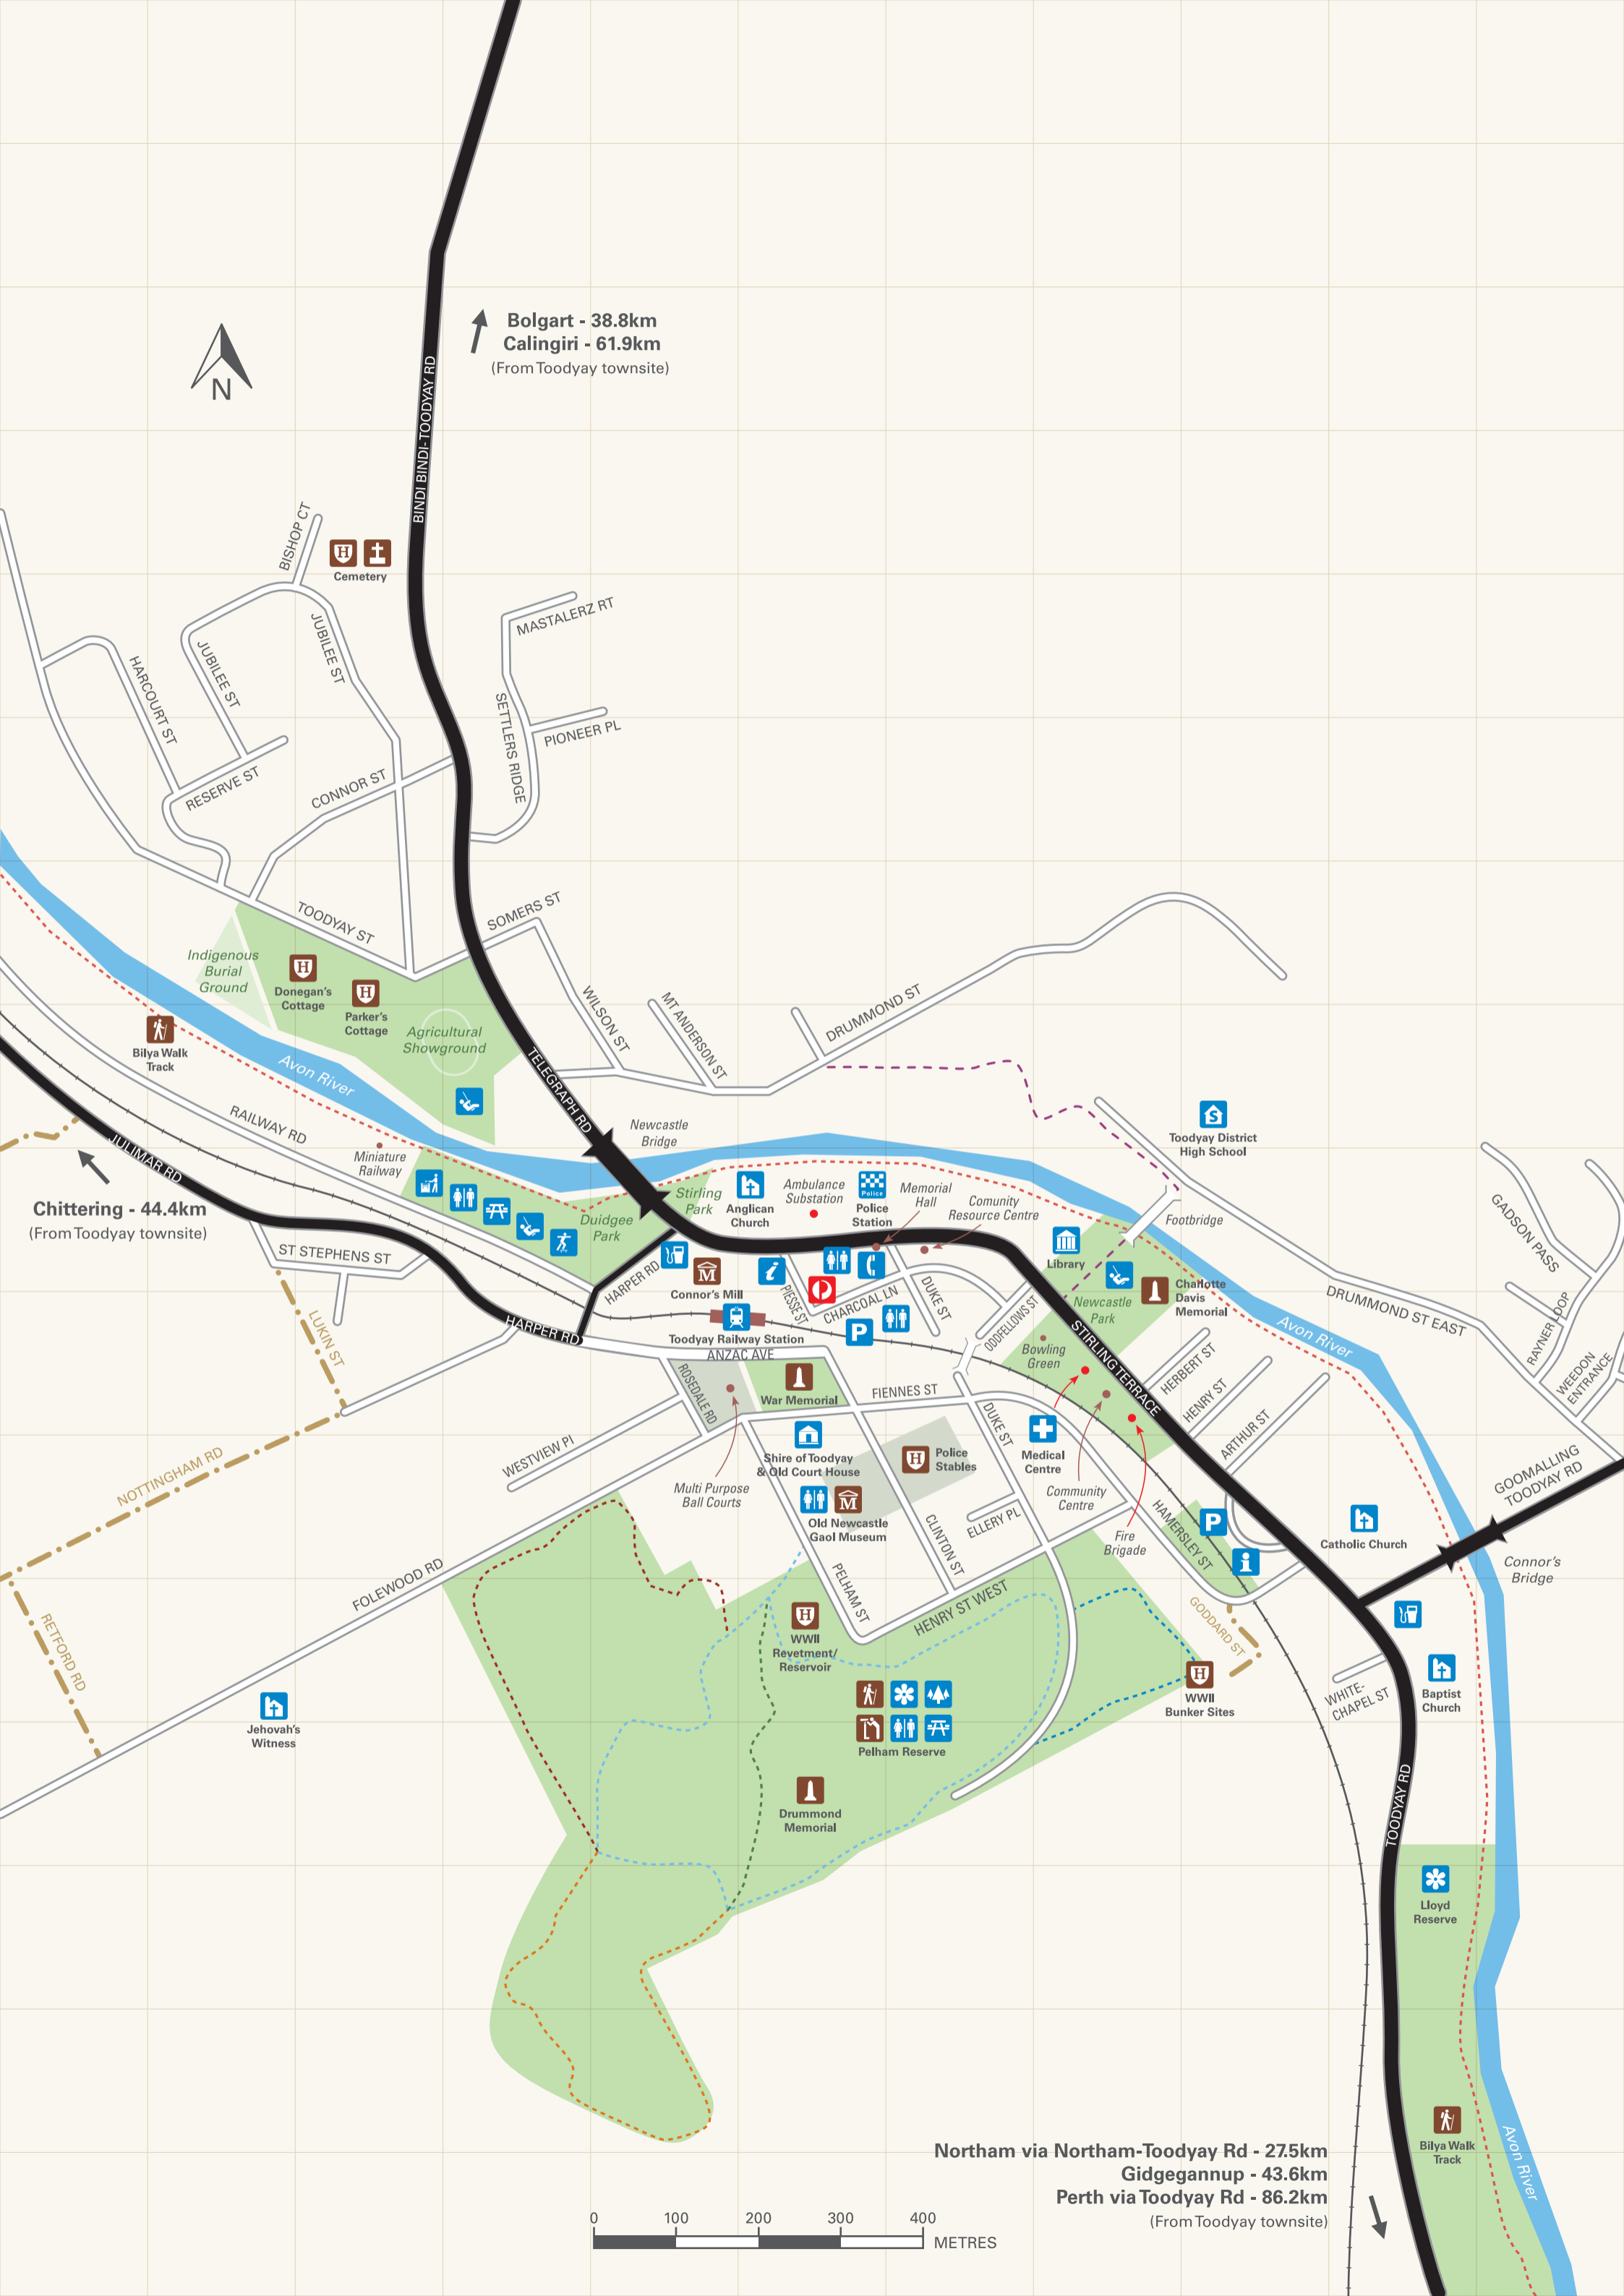 Bolgart - 38.8km
Calingiri - 61.9km
(From Toodyay townsite)
N
BINDI BINDI-TOODYAY RD
BISHOP CT
H
Cemetery
MASTALERZ RT
JUBILEE ST
JUBILEE ST
HARCOURT ST
SETTLERS RIDGE
PIONEER PL
RESERVE ST
CONNOR ST
TOODYAY ST
SOMERS ST
Indigenous
Burial
Ground
H
Donegan's
Cottage
H
Parker's
Cottage
Agricultural
Showground
WILSON ST
MT ANDERSON ST
DRUMMOND ST
Bilya Walk
Track
Avon River
TELEGRAPH RD
RAILWAY RD
JULIMAR RD
Miniature
Railway
Newcastle
Bridge
S
Toodyay District
High School
Chittering - 44.4km
(From Toodyay townsite)
Stirling
Park
Duidgee
Park
Anglican
Church
Ambulance
Substation
Police
Police
Station
Memorial
Hall
Comunity
Resource Centre
Footbridge
GADSON PASS
ST STEPHENS ST
Library
HARPER RD
Connor's Mill
i
PIESSE ST
CHARCOAL LN
DUKE ST
ODDFELLOWS ST
Newcastle
Park
Charlotte
Davis
Memorial
DRUMMOND ST EAST
RAYNER LOOP
WEEDON
ENTRANCE
LUKIN ST
HARPER RD
Toodyay Railway Station
P
ANZAC AVE
Bowling
Green
STIRLING TERRACE
Avon River
HERBERT ST
HENRY ST
ARTHUR ST
ROSEDALE RD
War Memorial
FIENNES ST
DUKE ST
WESTVIEW Pl
Multi Purpose
Ball Courts
Shire of Toodyay
& Old Court House
H
Police
Stables
Medical
Centre
Community
Centre
Fire
Brigade
NOTTINGHAM RD
M
Old Newcastle
Gaol Museum
ELLERY PL
CLINTON ST
HAMERSLEY ST
P
i
Catholic Church
GOOMALLING
TOODYAY RD
Connor's
Bridge
FOLEWOOD RD
PELHAM ST
HENRY ST WEST
GODDARD ST
RETFORD RD
H
WWII
Revetment/
Reservoir
H
WWII
Bunker Sites
WHITE-
CHAPEL ST
Baptist
Church
Jehovah's
Witness
Pelham Reserve
Drummond
Memorial
TOODYAY RD
Lloyd
Reserve
Bilya Walk
Track
Avon River
Northam via Northam-Toodyay Rd - 27.5km
Gidgegannup - 43.6km
Perth via Toodyay Rd - 86.2km
(From Toodyay townsite)
0 100 200 300 400
METRES